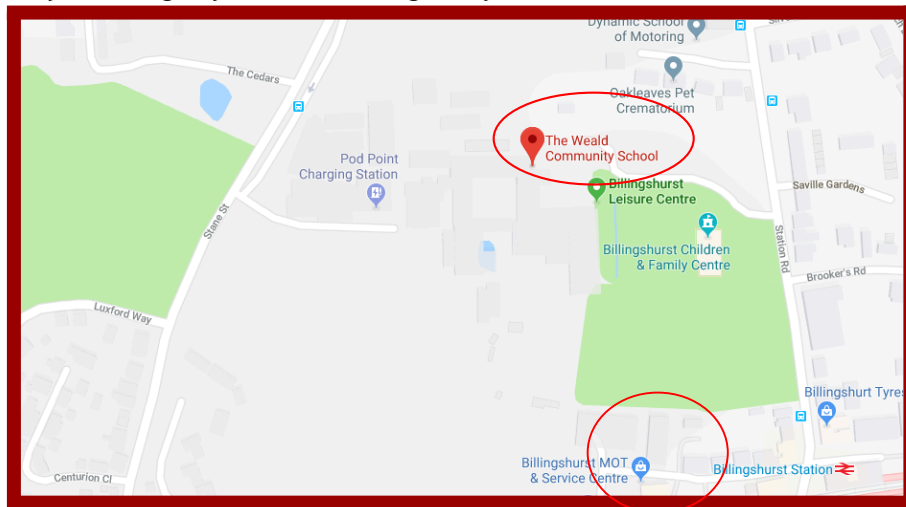 Dynamic School
of Motoring
The Cedars
Oakleaves Pet
Crematorium
The Weald
Community School
Pod Point
Charging Station
Billingshurst
Leisure Centre
Saville Gardens
Stane St
Billingshurst Children
& Family Centre
Station Rd
Brooker's Rd
Luxford Way
Billingshurt Tyres
Billingshurst MOT
& Service Centre
Billingshurst Station
Centurion Cl